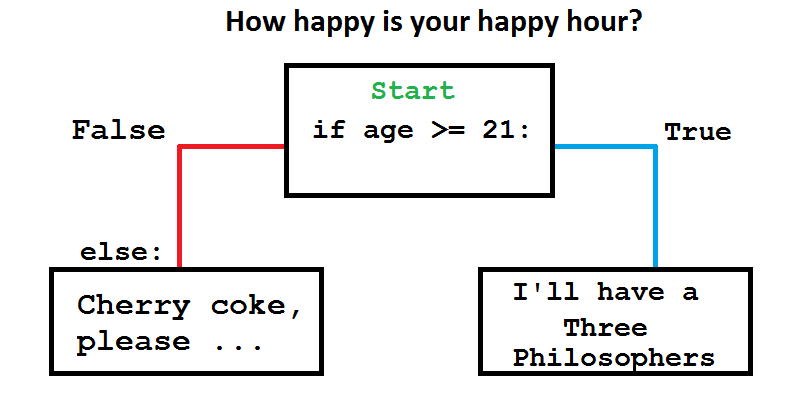 How happy is your happy hour?
Start
if age >= 21:
False
True
else:
Cherry coke,
please ...
I'll have a
Three
Philosophers